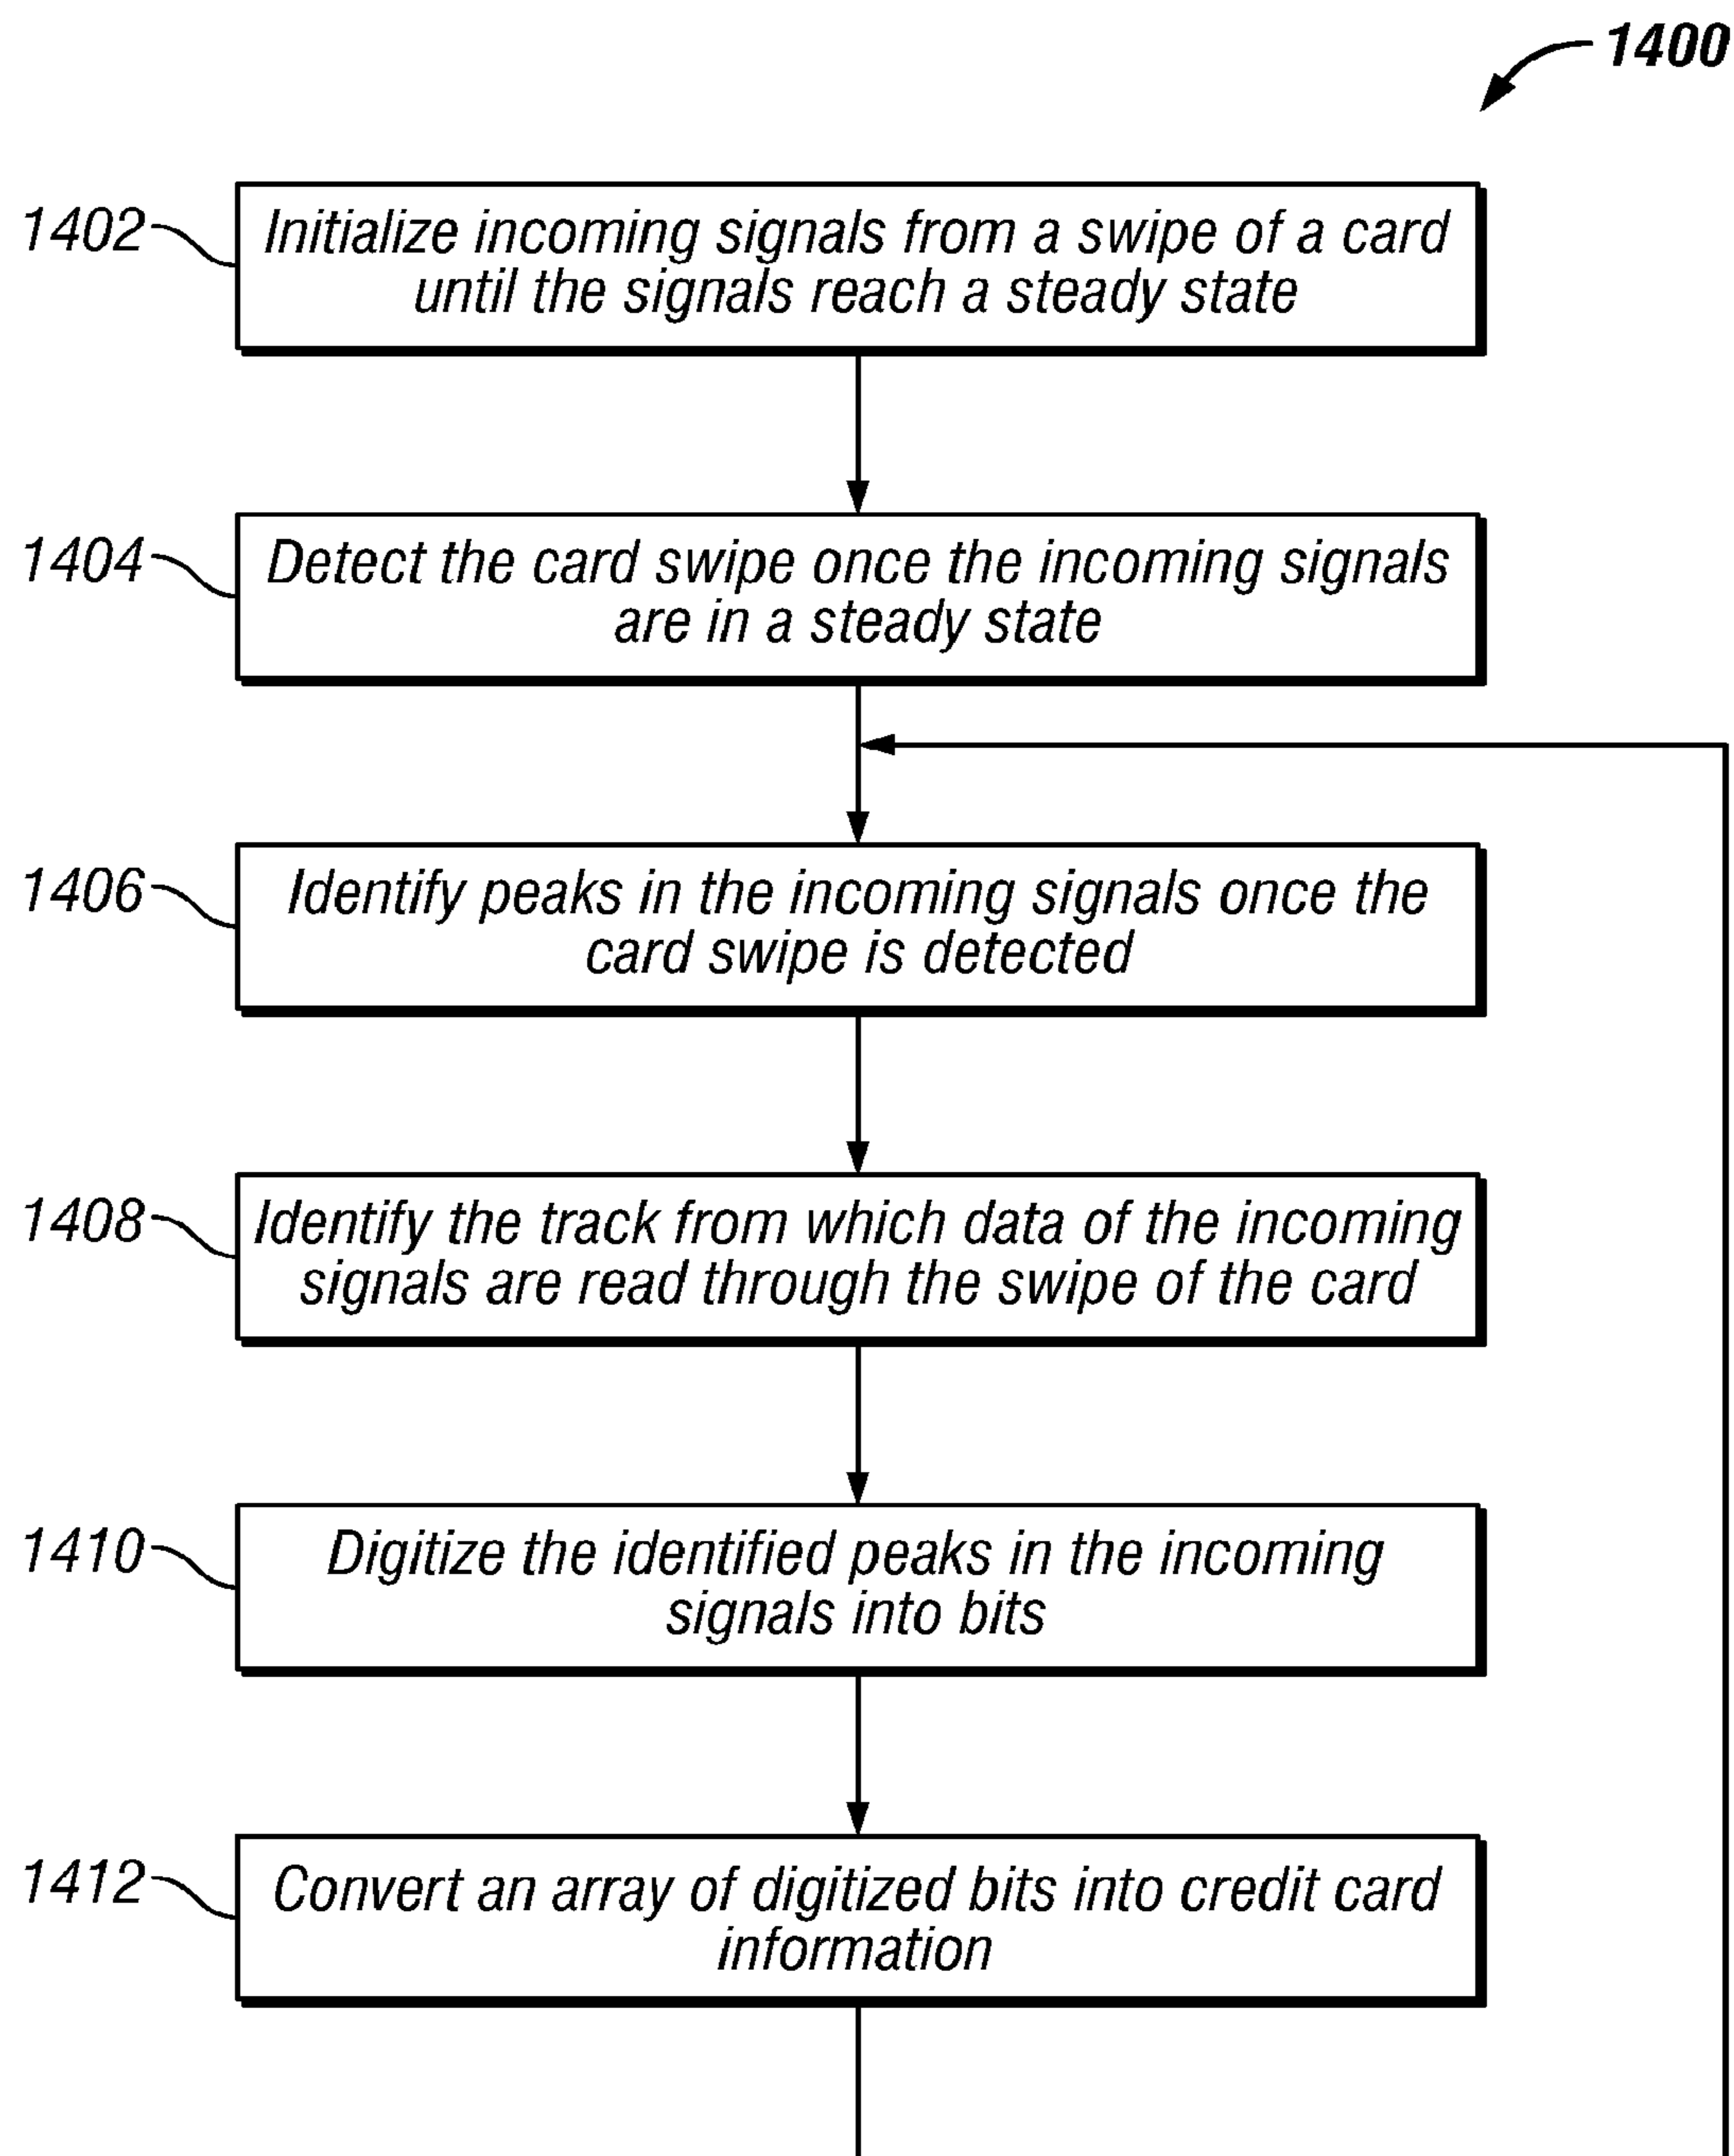 1400
1402
Initialize incoming signals from a swipe of a card
until the signals reach a steady state
1404
Detect the card swipe once the incoming signals
are in a steady state
1406
Identify peaks in the incoming signals once the
card swipe is detected
1408
Identify the track from which data of the incoming
signals are read through the swipe of the card
1410
Digitize the identified peaks in the incoming
signals into bits
1412
Convert an array of digitized bits into credit card
information